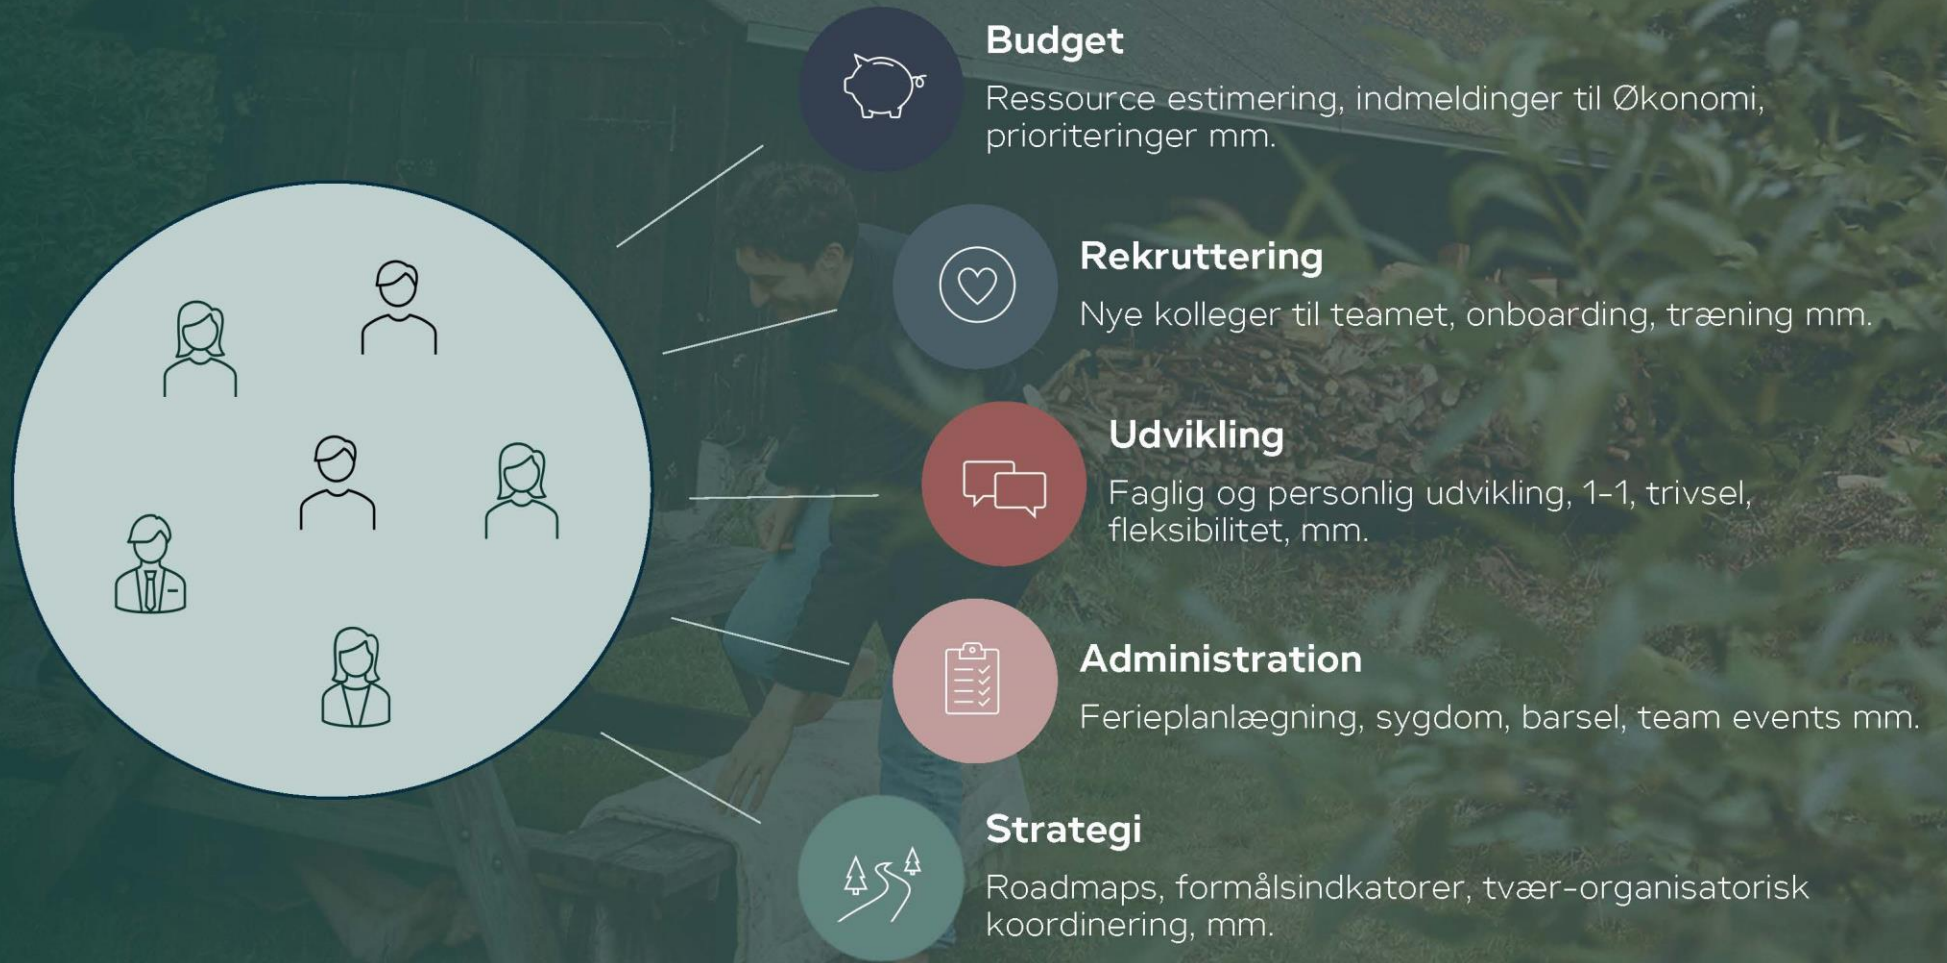 Budget
Ressource estimering, indmeldinger til Økonomi,
prioriteringer mm.
Rekruttering
Nye kolleger til teamet, onboarding, træning mm.
Udvikling
Faglig og personlig udvikling, 1-1, trivsel,
fleksibilitet, mm.
Administration
Ferieplanlægning, sygdom, barsel, team events mm.
Strategi
Roadmaps, formålsindkatorer, tvær-organisatorisk
koordinering, mm.